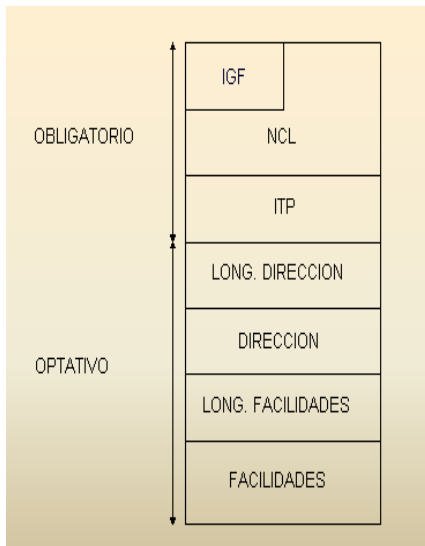 IGF
OBLIGATORIO
NCL
ITP
LONG. DIRECCION
DIRECCION
OPTATIVO
LONG. FACILIDADES
FACILIDADES